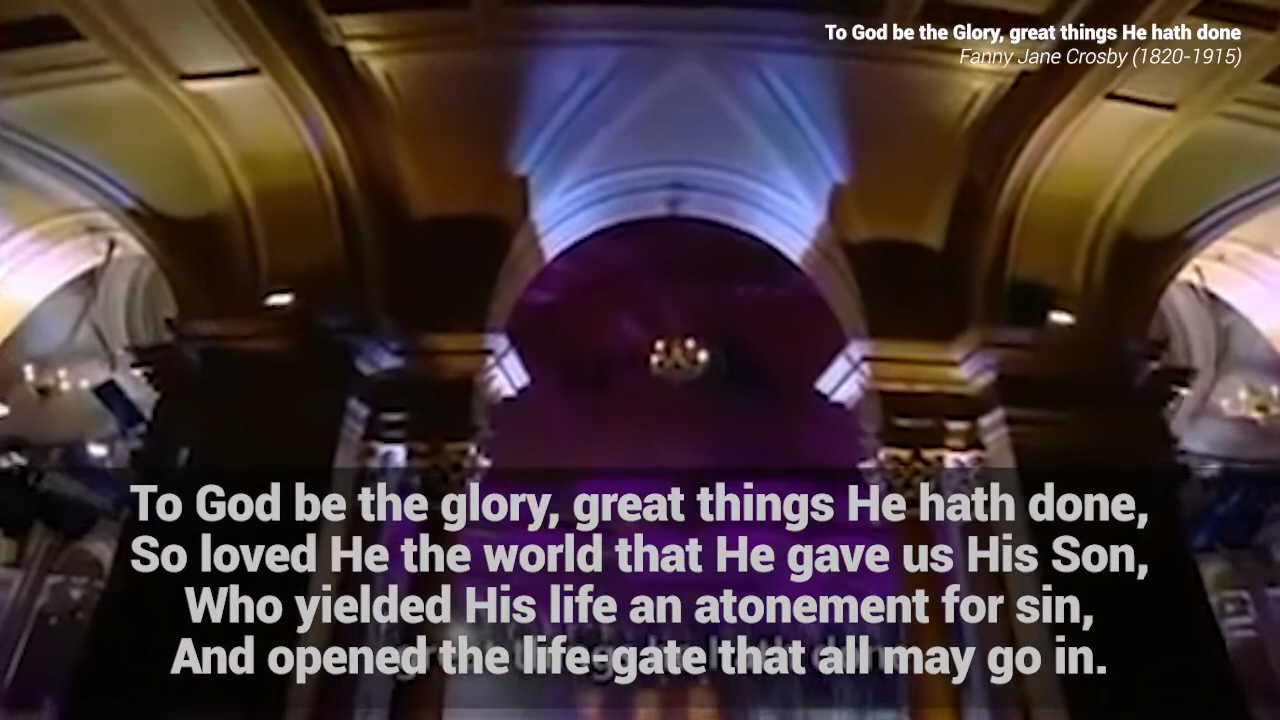 To God be the Glory, great things He hath done
Fanny Jane Crosby (1820-1915)
To God be the glory, great things He hath done,
So loved He the world that He gave us His Son,
Who yielded His life an atonement for sin,
And opened the life-gate that all may go in.